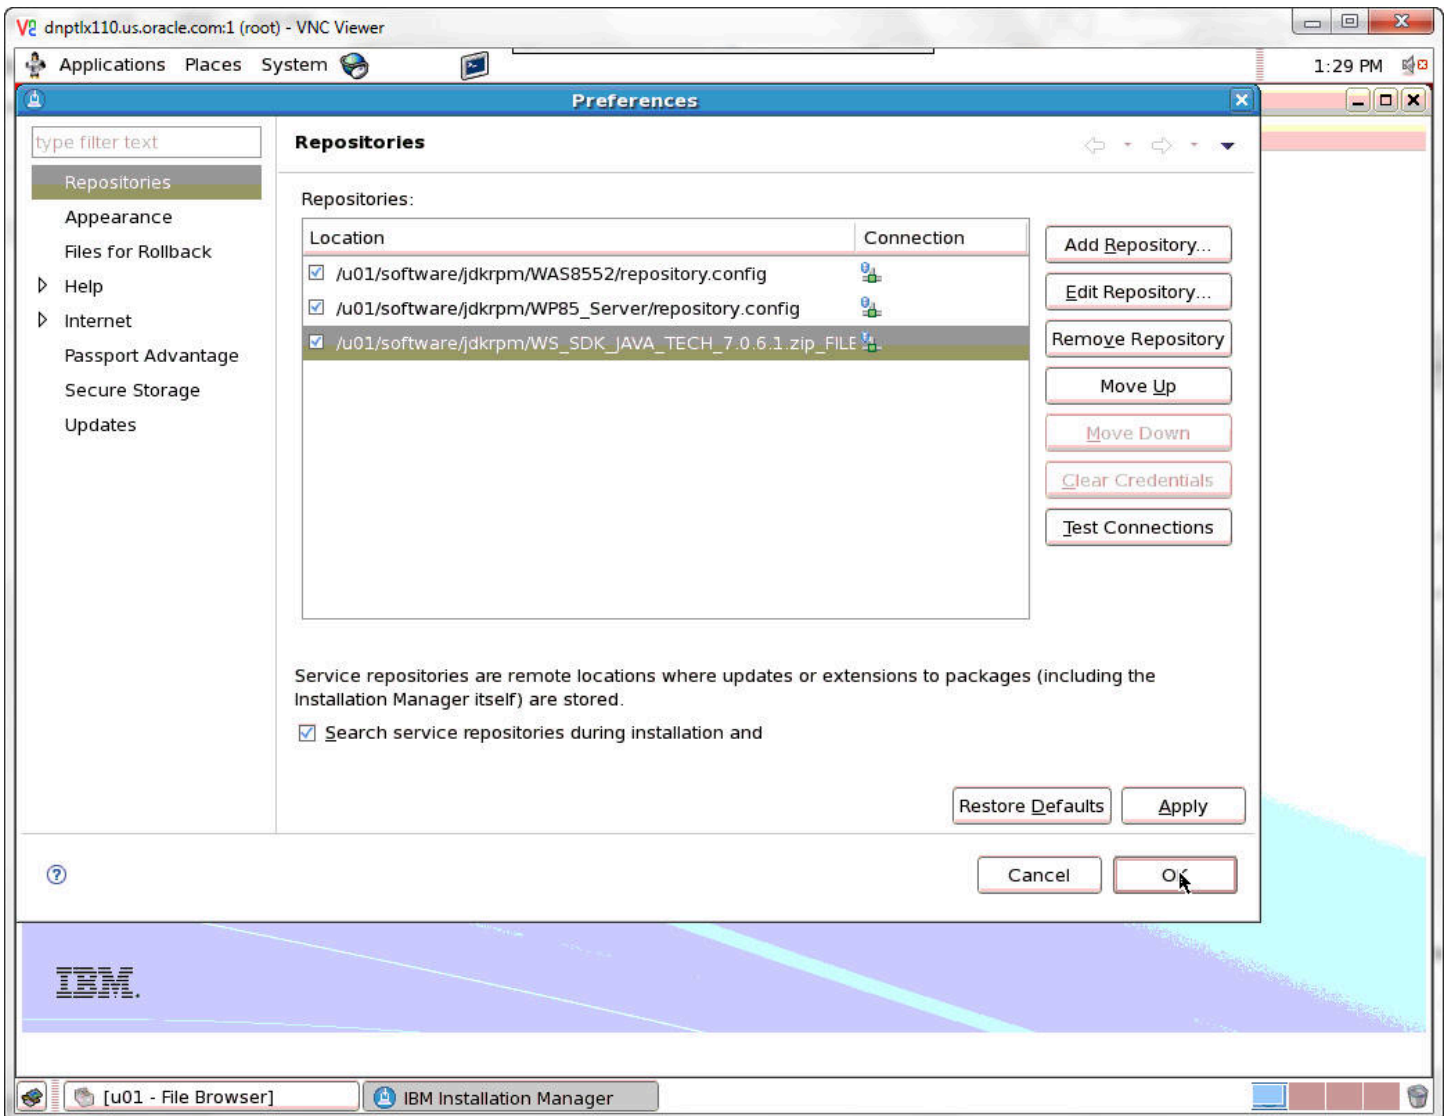 dnptlx110.us.oracle.com:1 (root) - VNC Viewer
Applications Places System
1:29 PM
Preferences
type filter text
Repositories
Appearance
Files for Rollback
Help
Internet
Passport Advantage
Secure Storage
Updates
Repositories
Repositories:
Location Connection
/u01/software/jdkrpm/WAS8552/repository.config
/u01/software/jdkrpm/WP85_Server/repository.config
/u01/software/jdkrpm/WS_SDK_JAVA_TECH_7.0.6.1.zip_FILE
Add Repository...
Edit Repository...
Remove Repository
Move Up
Move Down
Clear Credentials
Test Connections
Service repositories are remote locations where updates or extensions to packages (including the
Installation Manager itself) are stored.
Search service repositories during installation and
Restore Defaults Apply
Cancel OK
IBM.
[u01 - File Browser] IBM Installation Manager